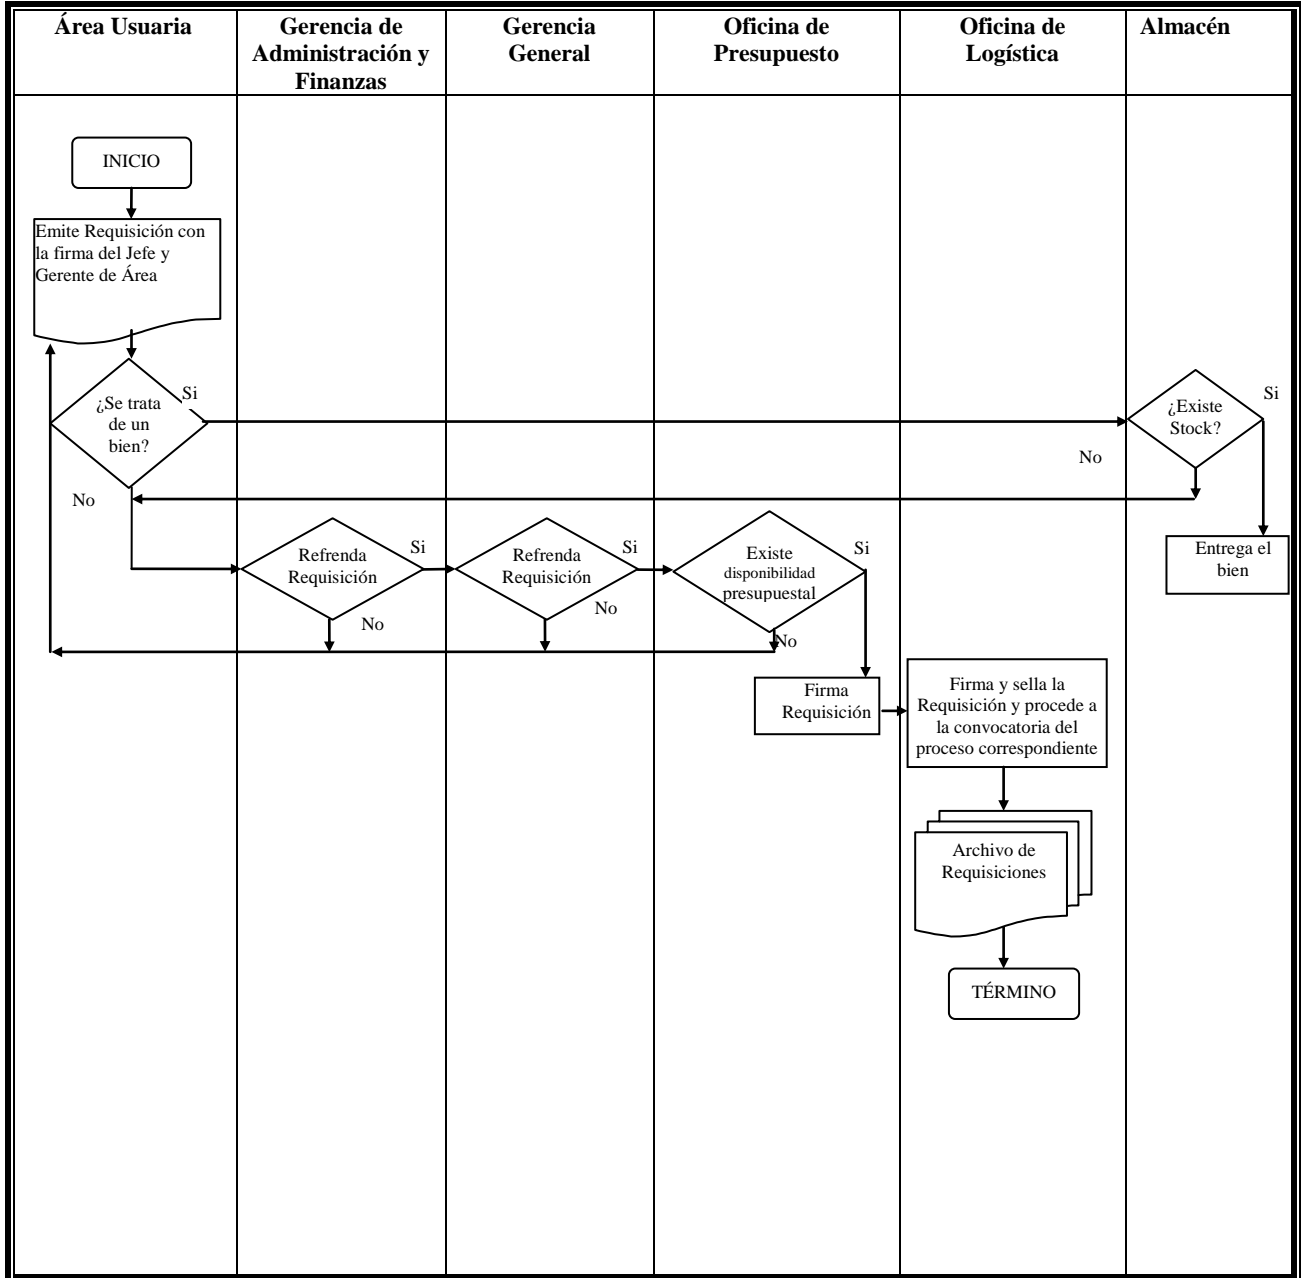 Área Usuaria
Gerencia de
Administración y
Finanzas
Gerencia
General
Oficina de
Presupuesto
Oficina de
Logística
Almacén
INICIO
Emite Requisición con
la firma del Jefe y
Gerente de Área
¿Se trata
de un
bien?
Si
No
¿Existe
Stock?
Si
No
Entrega el
bien
Refrenda
Requisición
Si
No
Refrenda
Requisición
Si
No
Existe
disponibilidad
presupuestal
Si
No
Firma
Requisición
Firma y sella la
Requisición y procede a
la convocatoria del
proceso correspondiente
Archivo de
Requisiciones
TÉRMINO